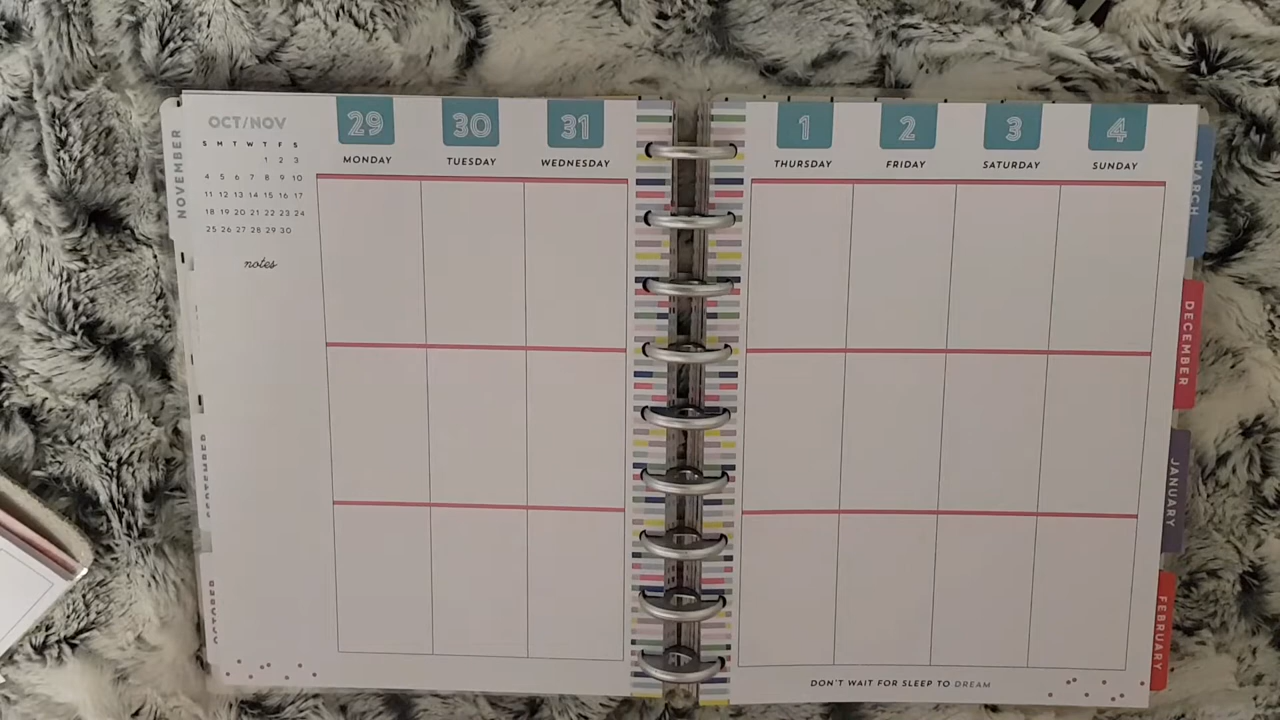 OCT/NOV
S M T W T F S
1 2 3
4 5 6 7 8 9 10
11 12 13 14 15 16 17
18 19 20 21 22 23 24
25 26 27 28 29 30
notes
NOVEMBER
29 30 31
MONDAY TUESDAY WEDNESDAY
1 2 3 4
THURSDAY FRIDAY SATURDAY SUNDAY
DON'T WAIT FOR SLEEP TO DREAM
MARCH
DECEMBER
JANUARY
FEBRUARY